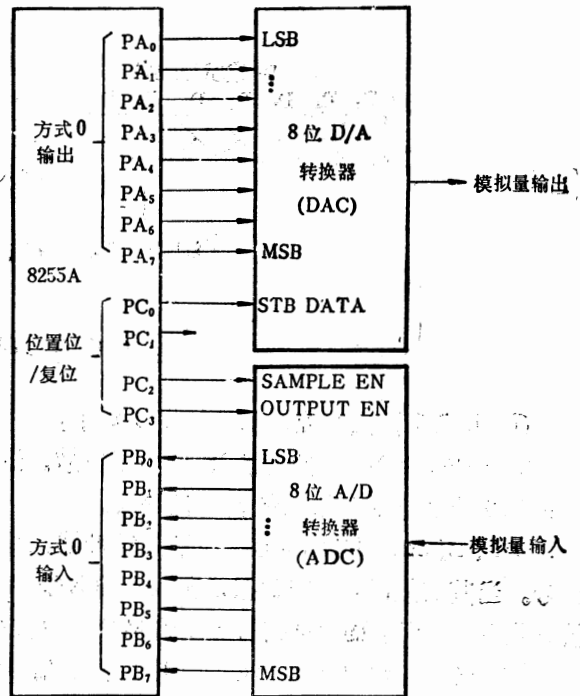 PA₀ LSB
PA₁
PA₂
方式0 PA₃ 8位 D/A
输出 PA₄ 转换器
PA₅ (DAC) 模拟量输出
PA₆
PA₇ MSB
8255A
PC₀ STB DATA
位置位 PC₁
/复位
PC₂ SAMPLE EN
PC₃ OUTPUT EN
PB₀ LSB
PB₁ 8位 A/D
PB₂ 转换器
方式0 PB₃ (ADC) 模拟量输入
输入 PB₄
PB₅
PB₆
PB₇ MSB